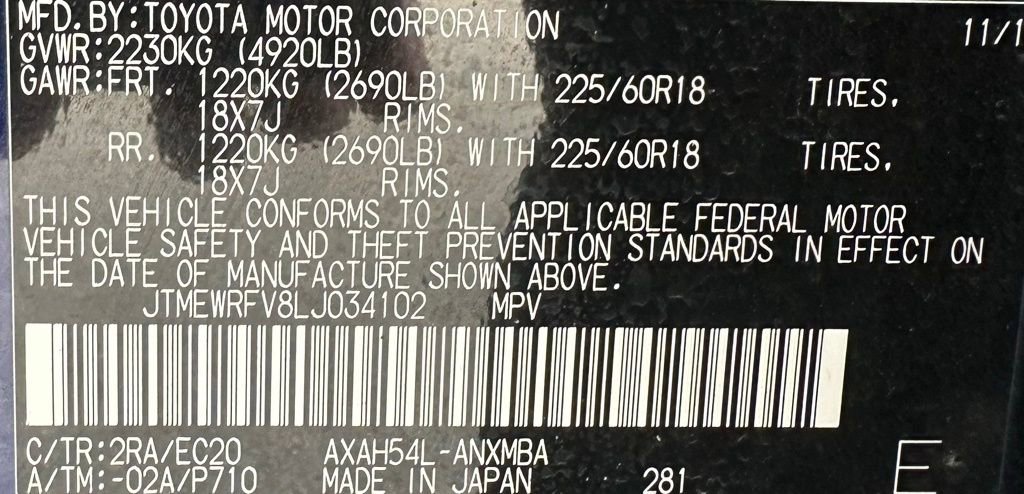 MFD.BY:TOYOTA MOTOR CORPORATION 11/1
GVWR:2230KG (4920LB)
GAWR:FRT. 1220KG (2690LB) WITH 225/60R18 TIRES,
18X7J RIMS.
RR. 1220KG (2690LB) WITH 225/60R18 TIRES,
18X7J RIMS.
THIS VEHICLE CONFORMS TO ALL APPLICABLE FEDERAL MOTOR
VEHICLE SAFETY AND THEFT PREVENTION STANDARDS IN EFFECT ON
THE DATE OF MANUFACTURE SHOWN ABOVE.
JTMEWRFV8LJ034102 MPV
C/TR:2RA/EC20 AXAH54L-ANXMBA
A/TM:-02A/P710 MADE IN JAPAN 281 E